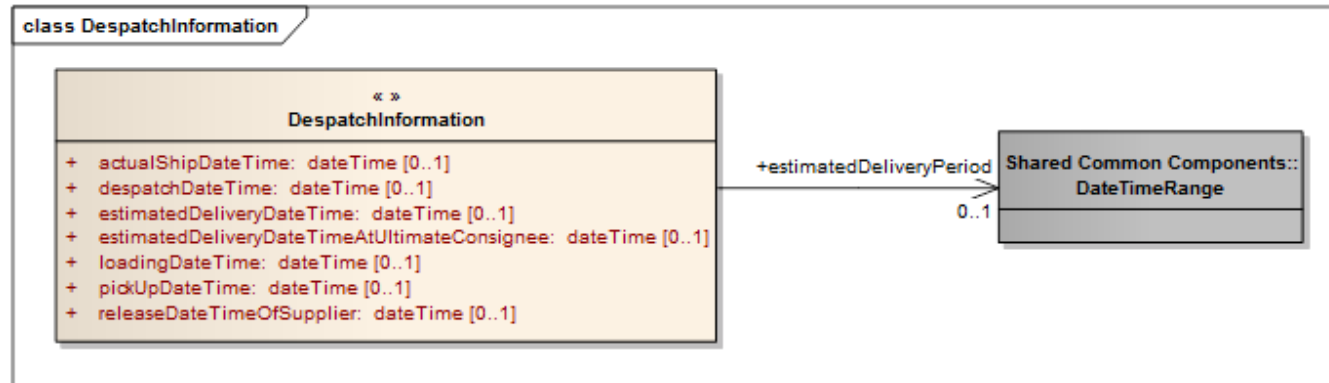 class DespatchInformation
« »
DespatchInformation
+ actualShipDateTime: dateTime [0..1]
+ despatchDateTime: dateTime [0..1]
+ estimatedDeliveryDateTime: dateTime [0..1]
+ estimatedDeliveryDateTimeAtUltimateConsignee: dateTime [0..1]
+ loadingDateTime: dateTime [0..1]
+ pickUpDateTime: dateTime [0..1]
+ releaseDateTimeOfSupplier: dateTime [0..1]
+estimatedDeliveryPeriod
0..1
Shared Common Components::
DateTimeRange